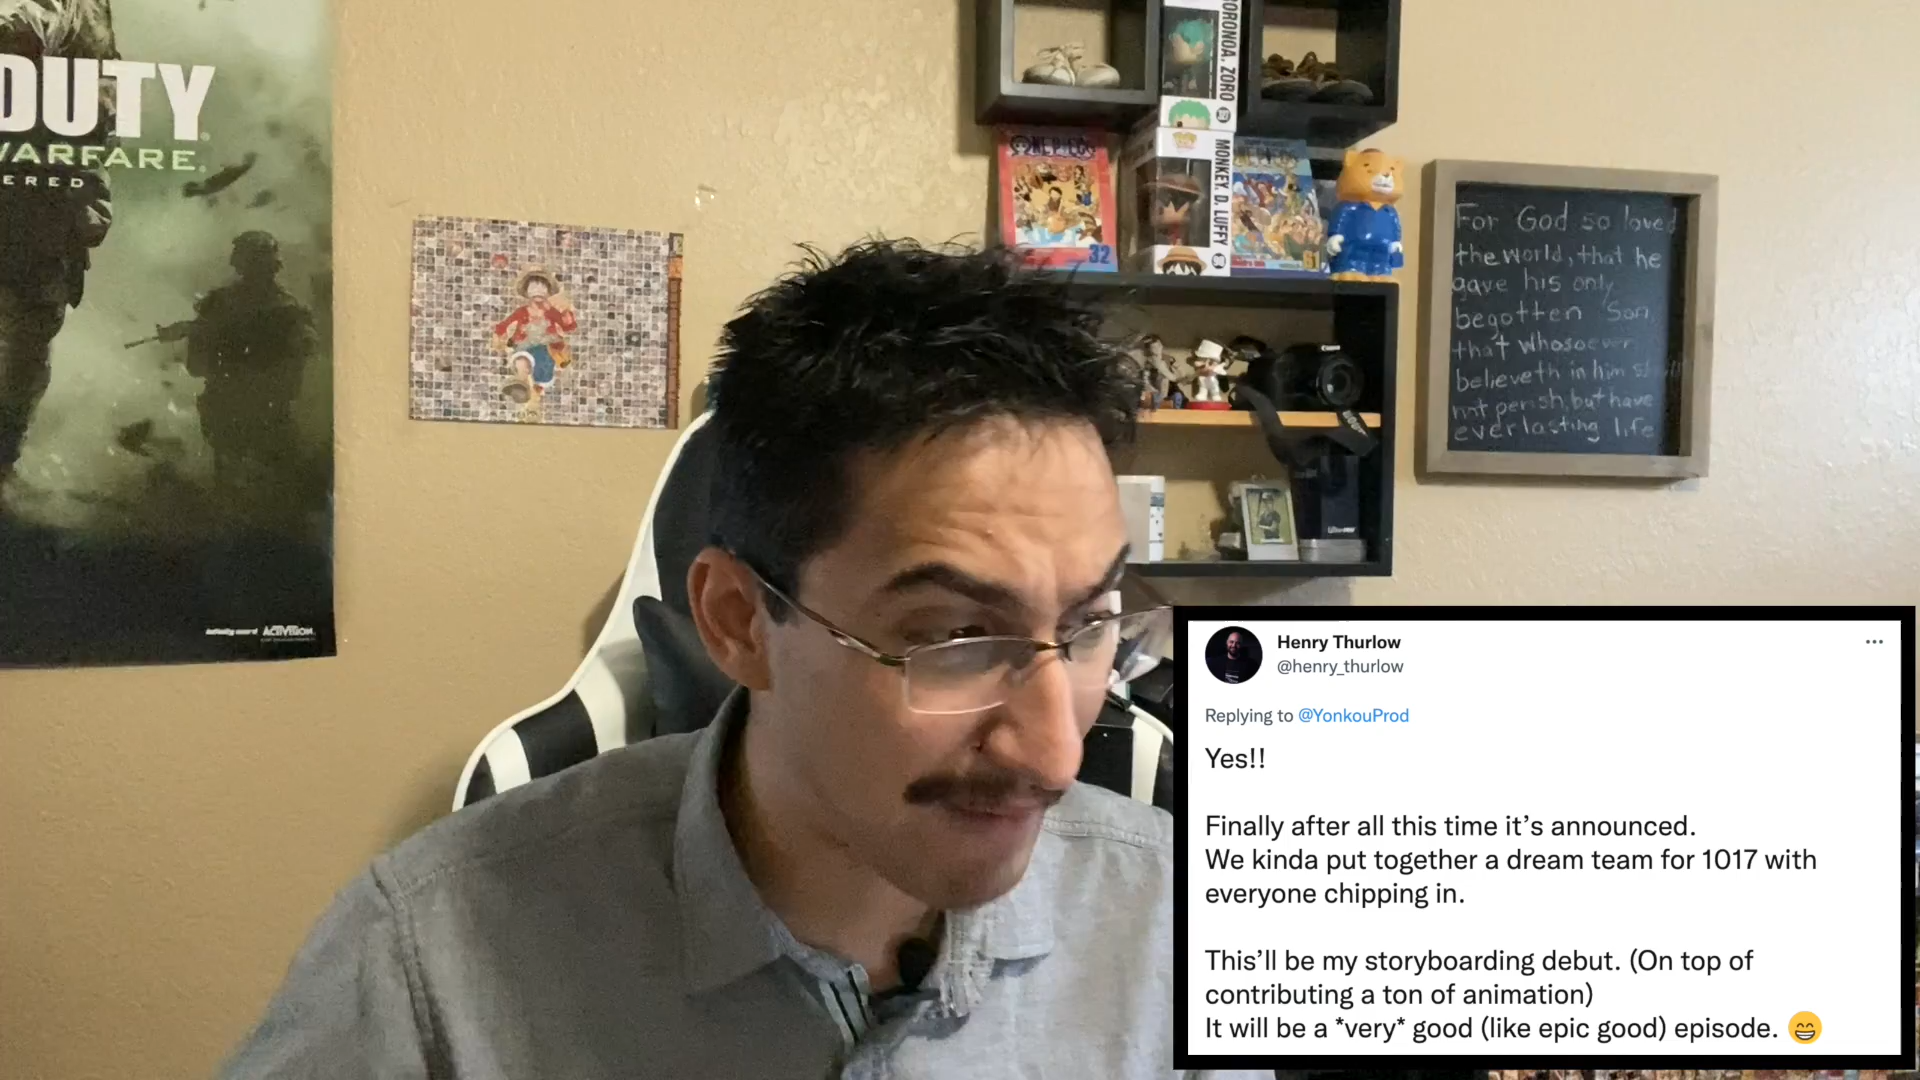 DUTY
WARFARE.
ERED
ACTIVISION
RORONOA. ZORO
ONE PIECE
32
MONKEY. D. LUFFY
61
Canon
For God so loved
the world, that he
gave his only
begotten Son,
that whosoever
believeth in him
not perish, but have
everlasting life
Henry Thurlow
@henry_thurlow
Replying to @YonkouProd
Yes!!
Finally after all this time it’s announced.
We kinda put together a dream team for 1017 with
everyone chipping in.
This’ll be my storyboarding debut. (On top of
contributing a ton of animation)
It will be a *very* good (like epic good) episode. 😁